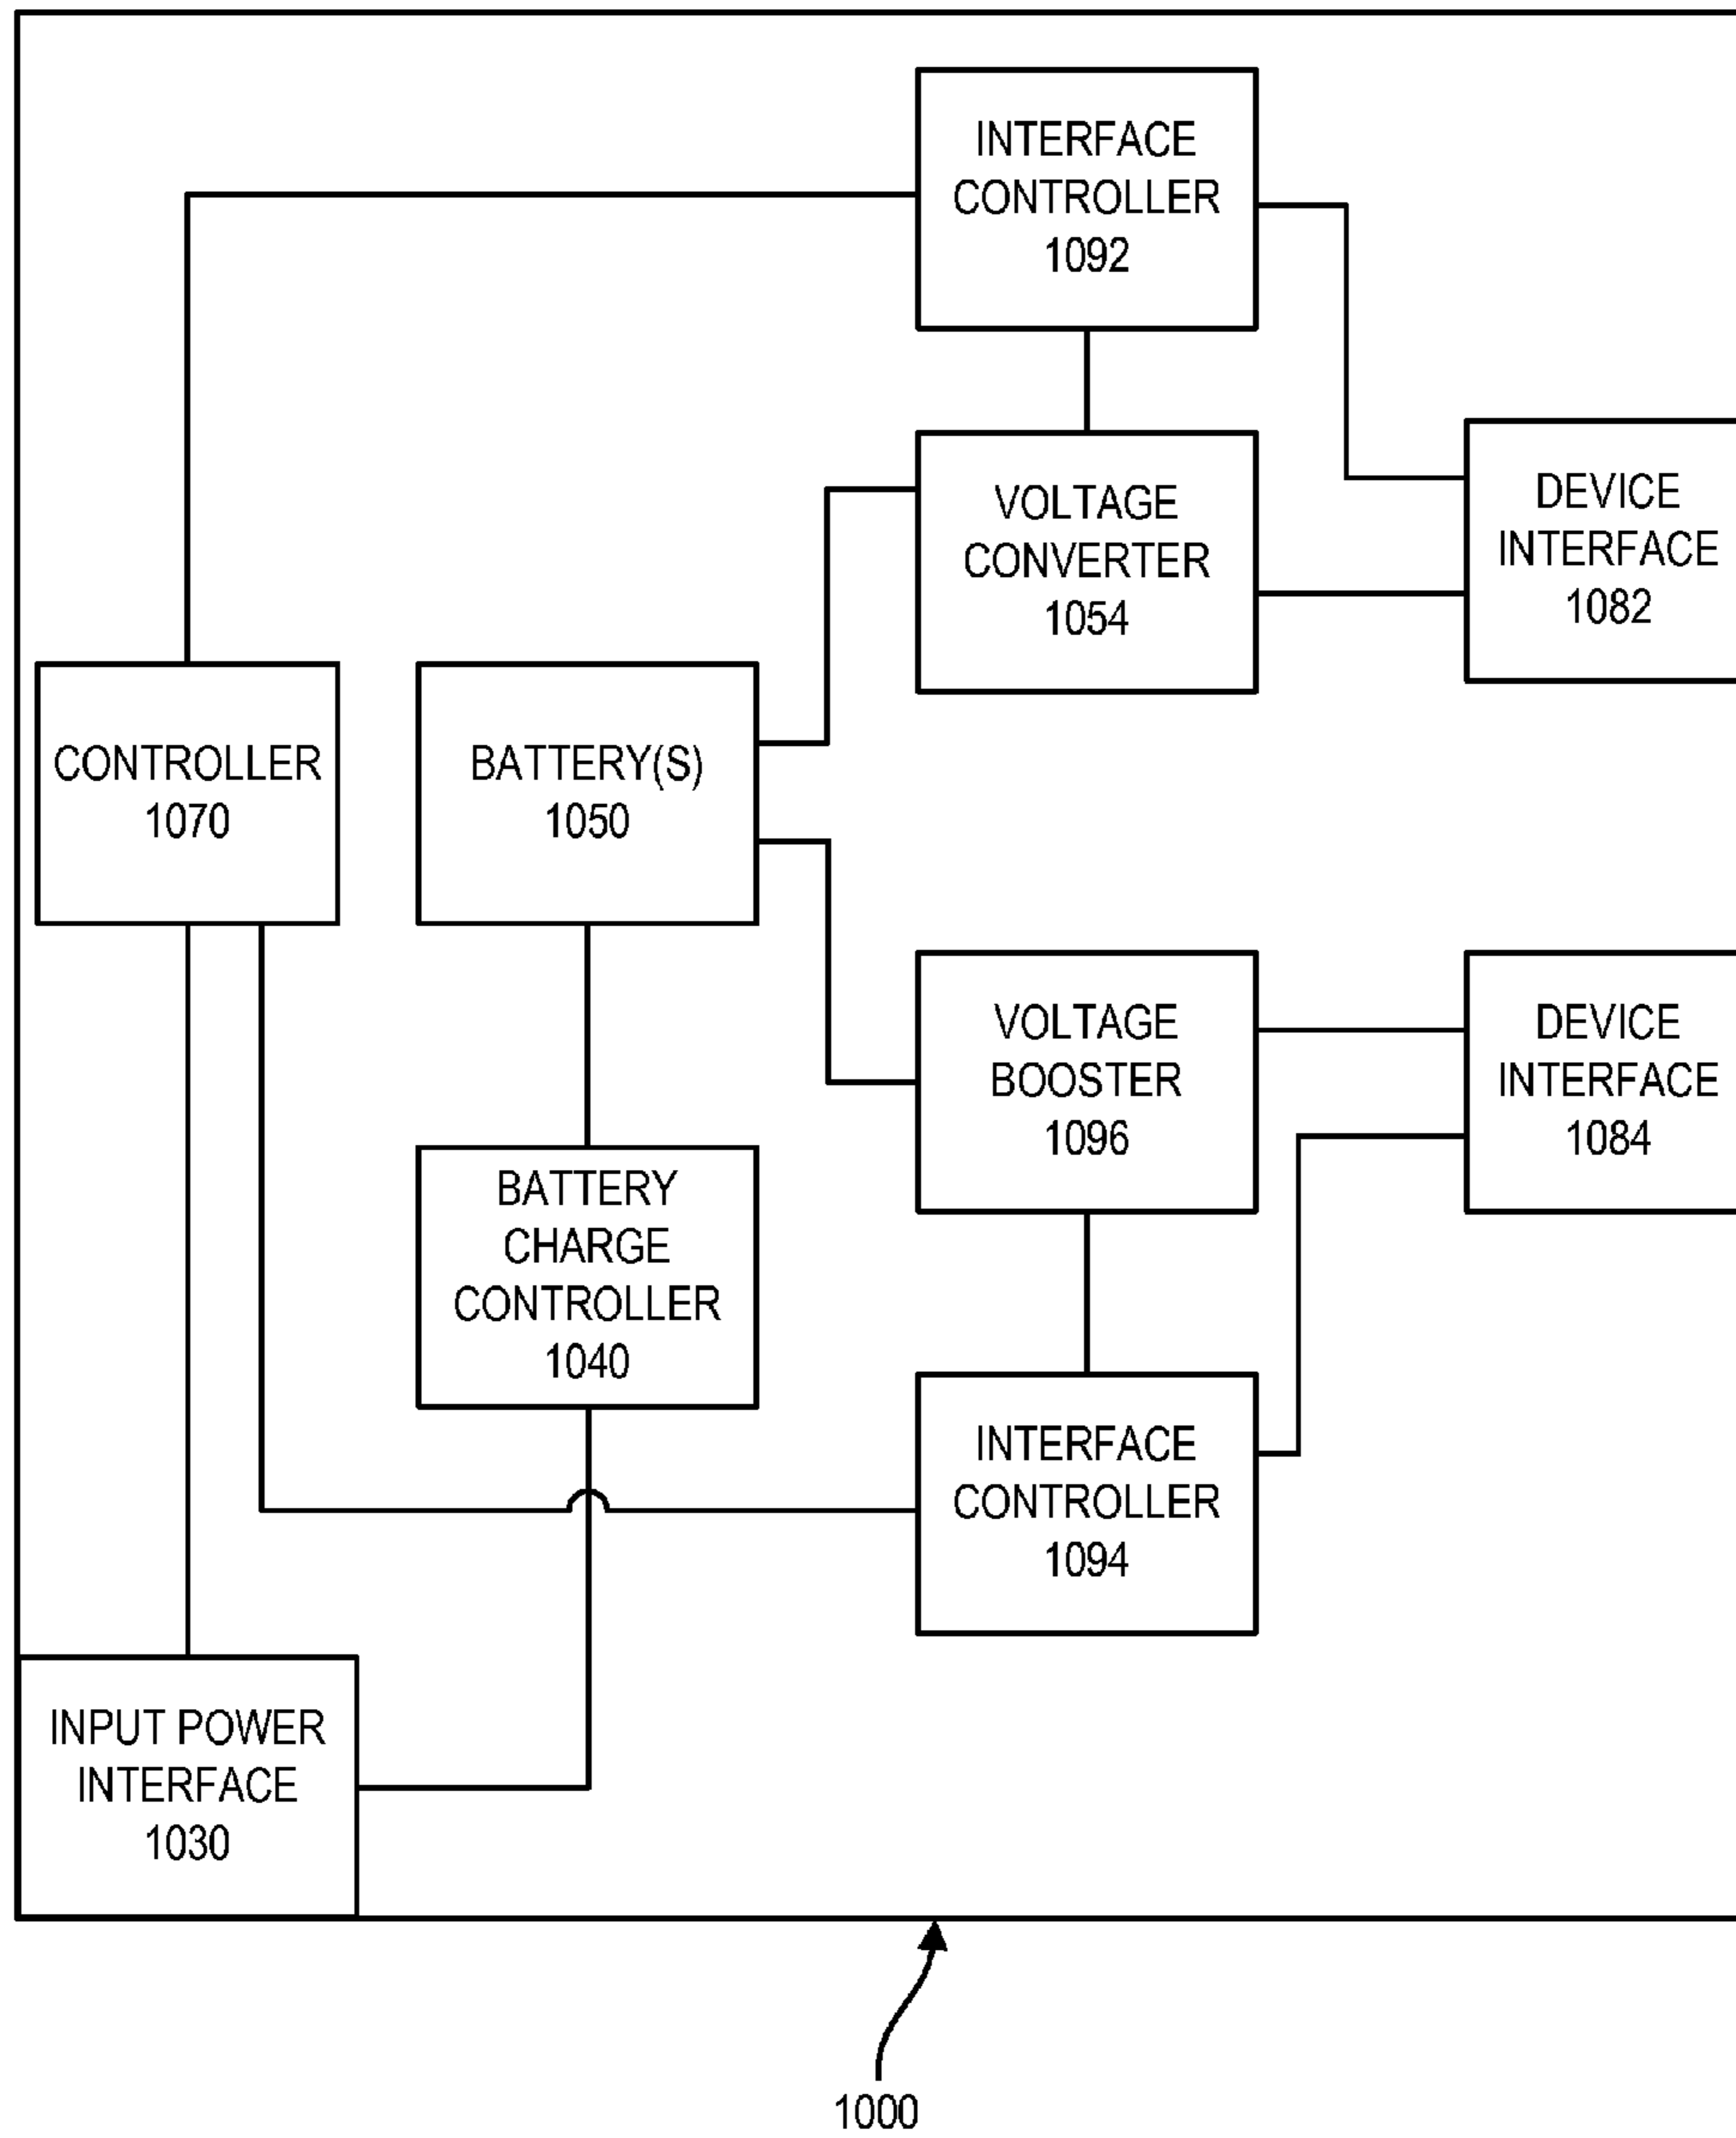 INTERFACE
CONTROLLER
1092
VOLTAGE
CONVERTER
1054
DEVICE
INTERFACE
1082
CONTROLLER
1070
BATTERY(S)
1050
VOLTAGE
BOOSTER
1096
DEVICE
INTERFACE
1084
BATTERY
CHARGE
CONTROLLER
1040
INTERFACE
CONTROLLER
1094
INPUT POWER
INTERFACE
1030
1000